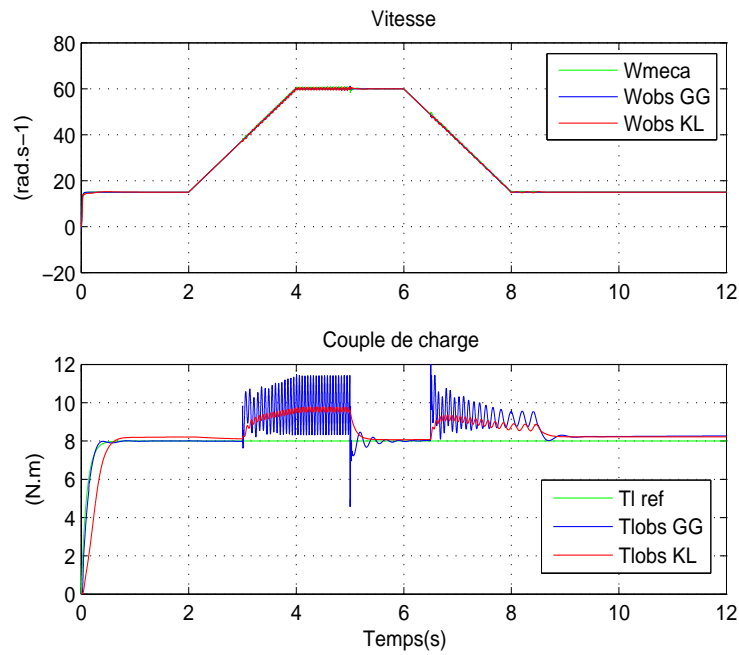 Vitesse
80
60
40
20
0
−20
(rad.s−1)
0 2 4 6 8 10 12
Wmeca
Wobs GG
Wobs KL
Couple de charge
12
10
8
6
4
2
0
(N.m)
0 2 4 6 8 10 12
Temps(s)
Tl ref
Tlobs GG
Tlobs KL